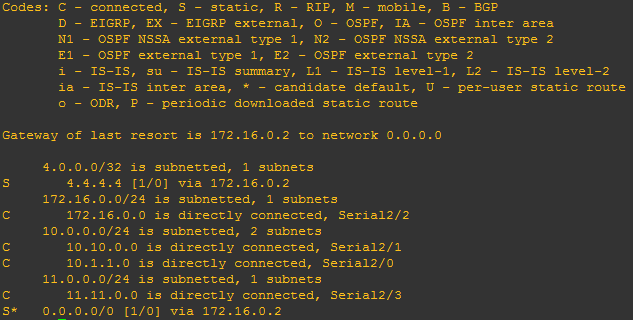 Codes: C - connected, S - static, R - RIP, M - mobile, B - BGP
D - EIGRP, EX - EIGRP external, O - OSPF, IA - OSPF inter area
N1 - OSPF NSSA external type 1, N2 - OSPF NSSA external type 2
E1 - OSPF external type 1, E2 - OSPF external type 2
i - IS-IS, su - IS-IS summary, L1 - IS-IS level-1, L2 - IS-IS level-2
ia - IS-IS inter area, * - candidate default, U - per-user static route
o - ODR, P - periodic downloaded static route
Gateway of last resort is 172.16.0.2 to network 0.0.0.0
4.0.0.0/32 is subnetted, 1 subnets
S 4.4.4.4 [1/0] via 172.16.0.2
172.16.0.0/24 is subnetted, 1 subnets
C 172.16.0.0 is directly connected, Serial2/2
10.0.0.0/24 is subnetted, 2 subnets
C 10.10.0.0 is directly connected, Serial2/1
C 10.1.1.0 is directly connected, Serial2/0
11.0.0.0/24 is subnetted, 1 subnets
C 11.11.0.0 is directly connected, Serial2/3
S* 0.0.0.0/0 [1/0] via 172.16.0.2